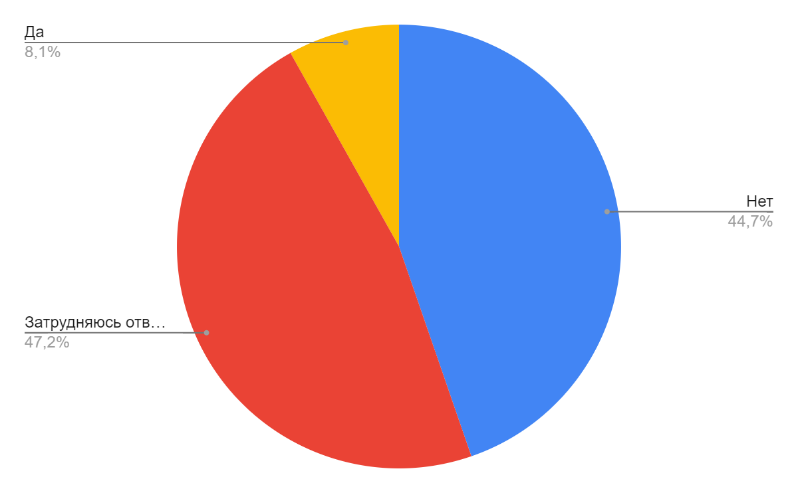 Да
8,1%
Нет
44,7%
Затрудняюсь отв…
47,2%